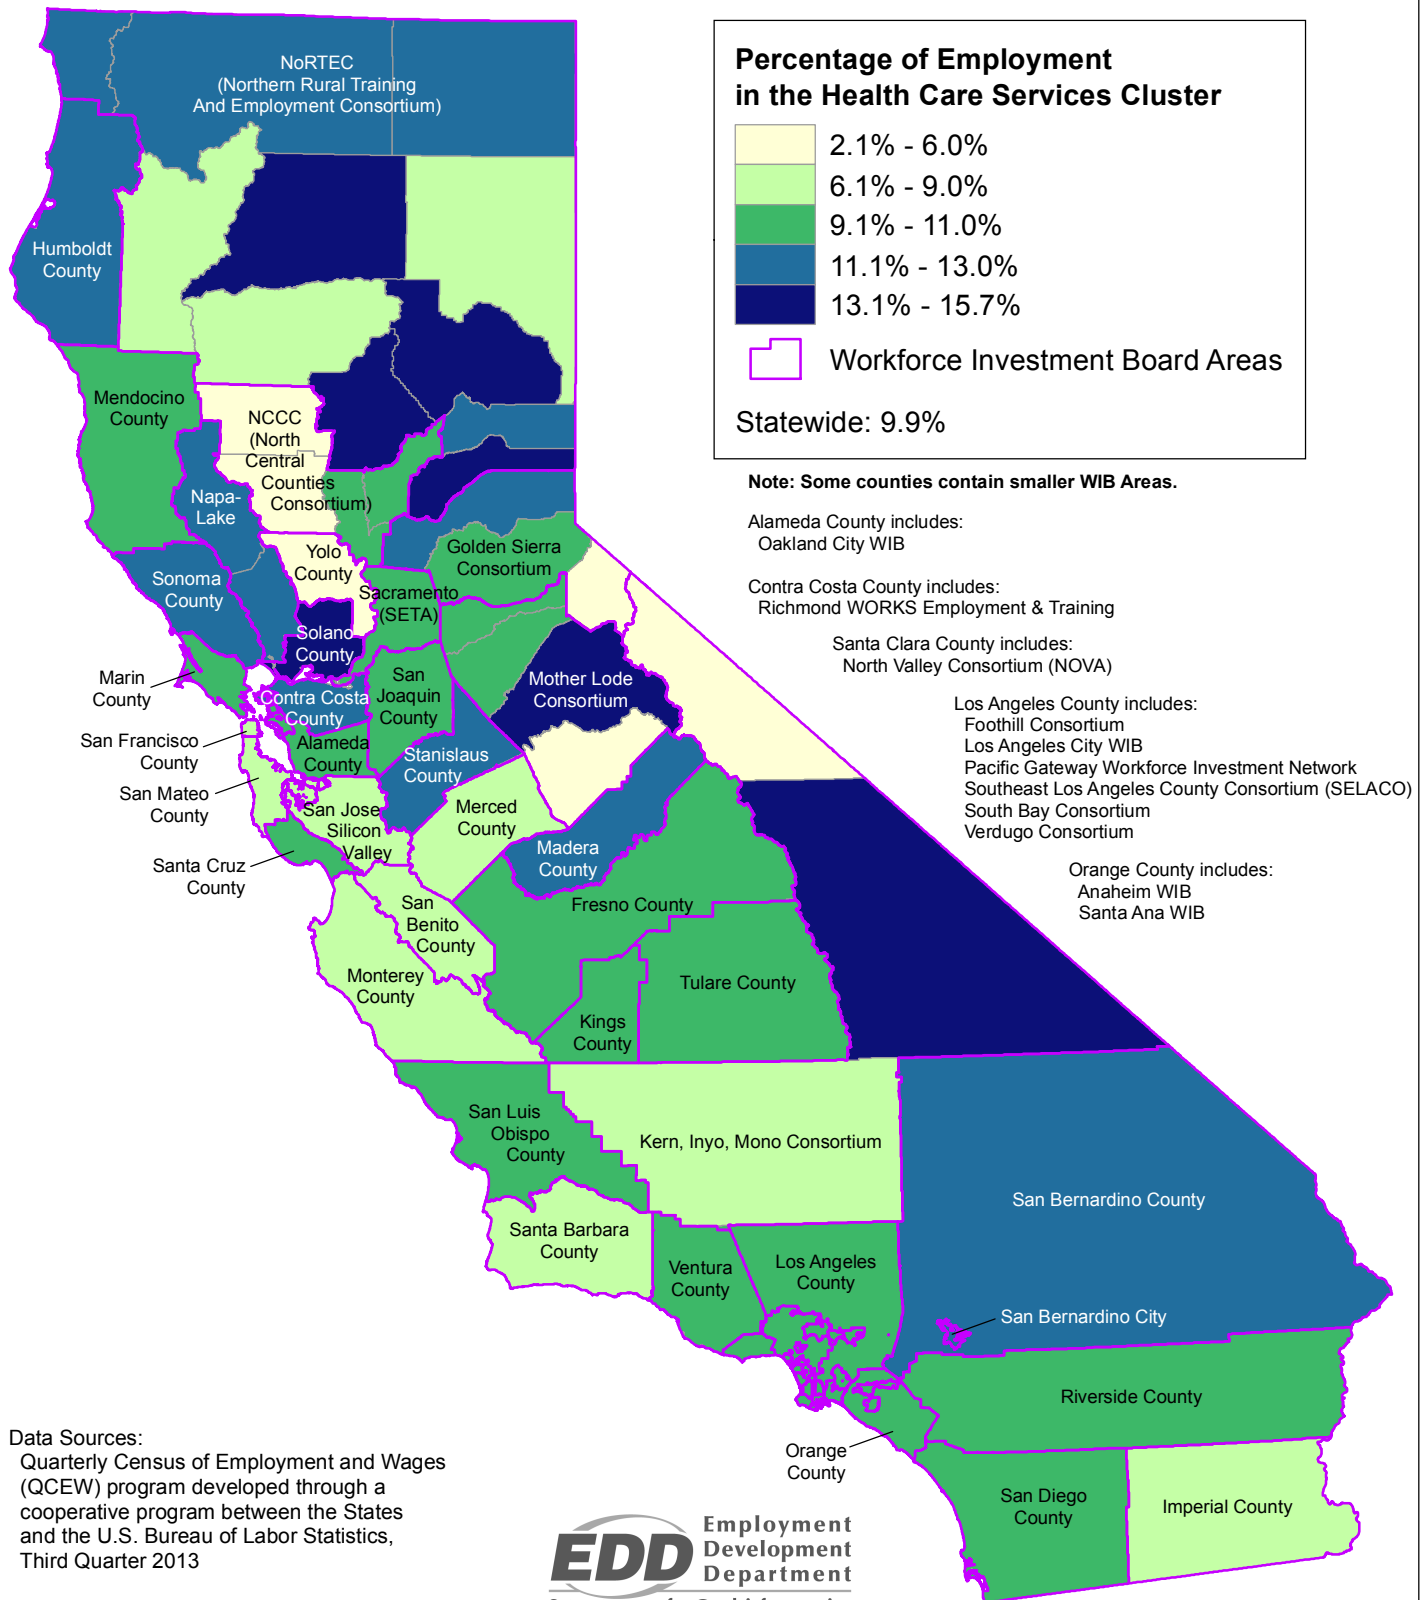 NoRTEC
(Northern Rural Training
And Employment Consortium)
Percentage of Employment
in the Health Care Services Cluster
2.1% - 6.0%
6.1% - 9.0%
9.1% - 11.0%
11.1% - 13.0%
13.1% - 15.7%
Workforce Investment Board Areas
Statewide: 9.9%
Note: Some counties contain smaller WIB Areas.
Alameda County includes:
Oakland City WIB
Contra Costa County includes:
Richmond WORKS Employment & Training
Santa Clara County includes:
North Valley Consortium (NOVA)
Los Angeles County includes:
Foothill Consortium
Los Angeles City WIB
Pacific Gateway Workforce Investment Network
Southeast Los Angeles County Consortium (SELACO)
South Bay Consortium
Verdugo Consortium
Orange County includes:
Anaheim WIB
Santa Ana WIB
Humboldt
County
Mendocino
County
NCCC
(North
Central
Counties
Consortium)
Napa-
Lake
Yolo
County
Golden Sierra
Consortium
Sonoma
County
Sacramento
(SETA)
Solano
County
Marin
County
Contra Costa
County
San
Joaquin
County
Mother Lode
Consortium
San Francisco
County
Alameda
County
Stanislaus
County
San Mateo
County
San Jose
Silicon
Valley
Merced
County
Santa Cruz
County
Madera
County
San
Benito
County
Fresno County
Monterey
County
Tulare County
Kings
County
San Luis
Obispo
County
Kern, Inyo, Mono Consortium
San Bernardino County
Santa Barbara
County
Ventura
County
Los Angeles
County
San Bernardino City
Riverside County
Orange
County
San Diego
County
Imperial County
Data Sources:
Quarterly Census of Employment and Wages
(QCEW) program developed through a
cooperative program between the States
and the U.S. Bureau of Labor Statistics,
Third Quarter 2013
EDD
Employment
Development
Department